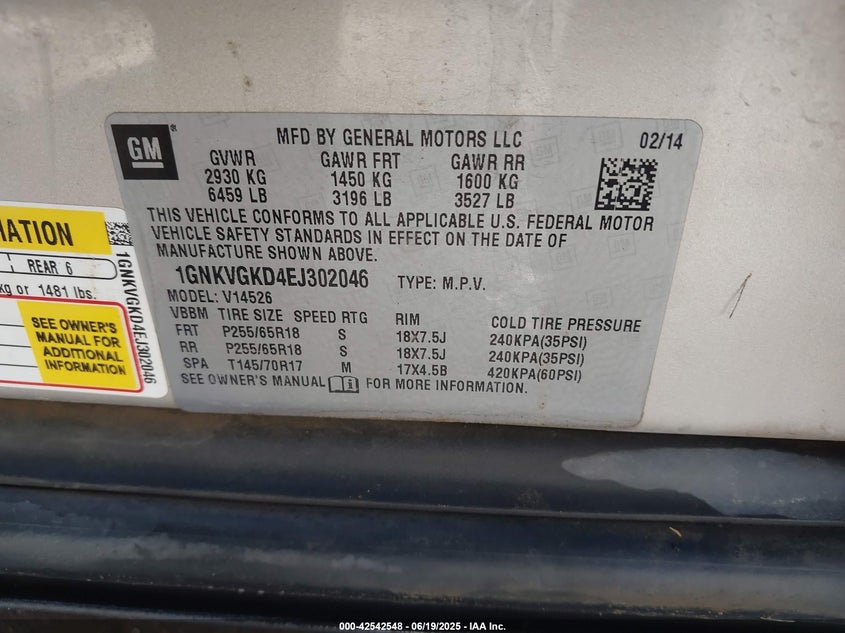 GM
MFD BY GENERAL MOTORS LLC 02/14
GVWR GAWR FRT GAWR RR
2930 KG 1450 KG 1600 KG
6459 LB 3196 LB 3527 LB
THIS VEHICLE CONFORMS TO ALL APPLICABLE U.S. FEDERAL MOTOR
VEHICLE SAFETY STANDARDS IN EFFECT ON THE DATE OF
MANUFACTURE SHOWN ABOVE.
1GNKVGKD4EJ302046 TYPE: M.P.V.
MODEL: V14526
VBBM TIRE SIZE SPEED RTG RIM COLD TIRE PRESSURE
FRT P255/65R18 S 18X7.5J 240KPA(35PSI)
RR P255/65R18 S 18X7.5J 240KPA(35PSI)
SPA T145/70R17 M 17X4.5B 420KPA(60PSI)
SEE OWNER'S MANUAL FOR MORE INFORMATION.
MATION
REAR 6
kg or 1481 lbs.
SEE OWNER'S
MANUAL FOR
ADDITIONAL
INFORMATION
1GNKVGKD4EJ302046
000-42542548 - 06/19/2025 - IAA Inc.